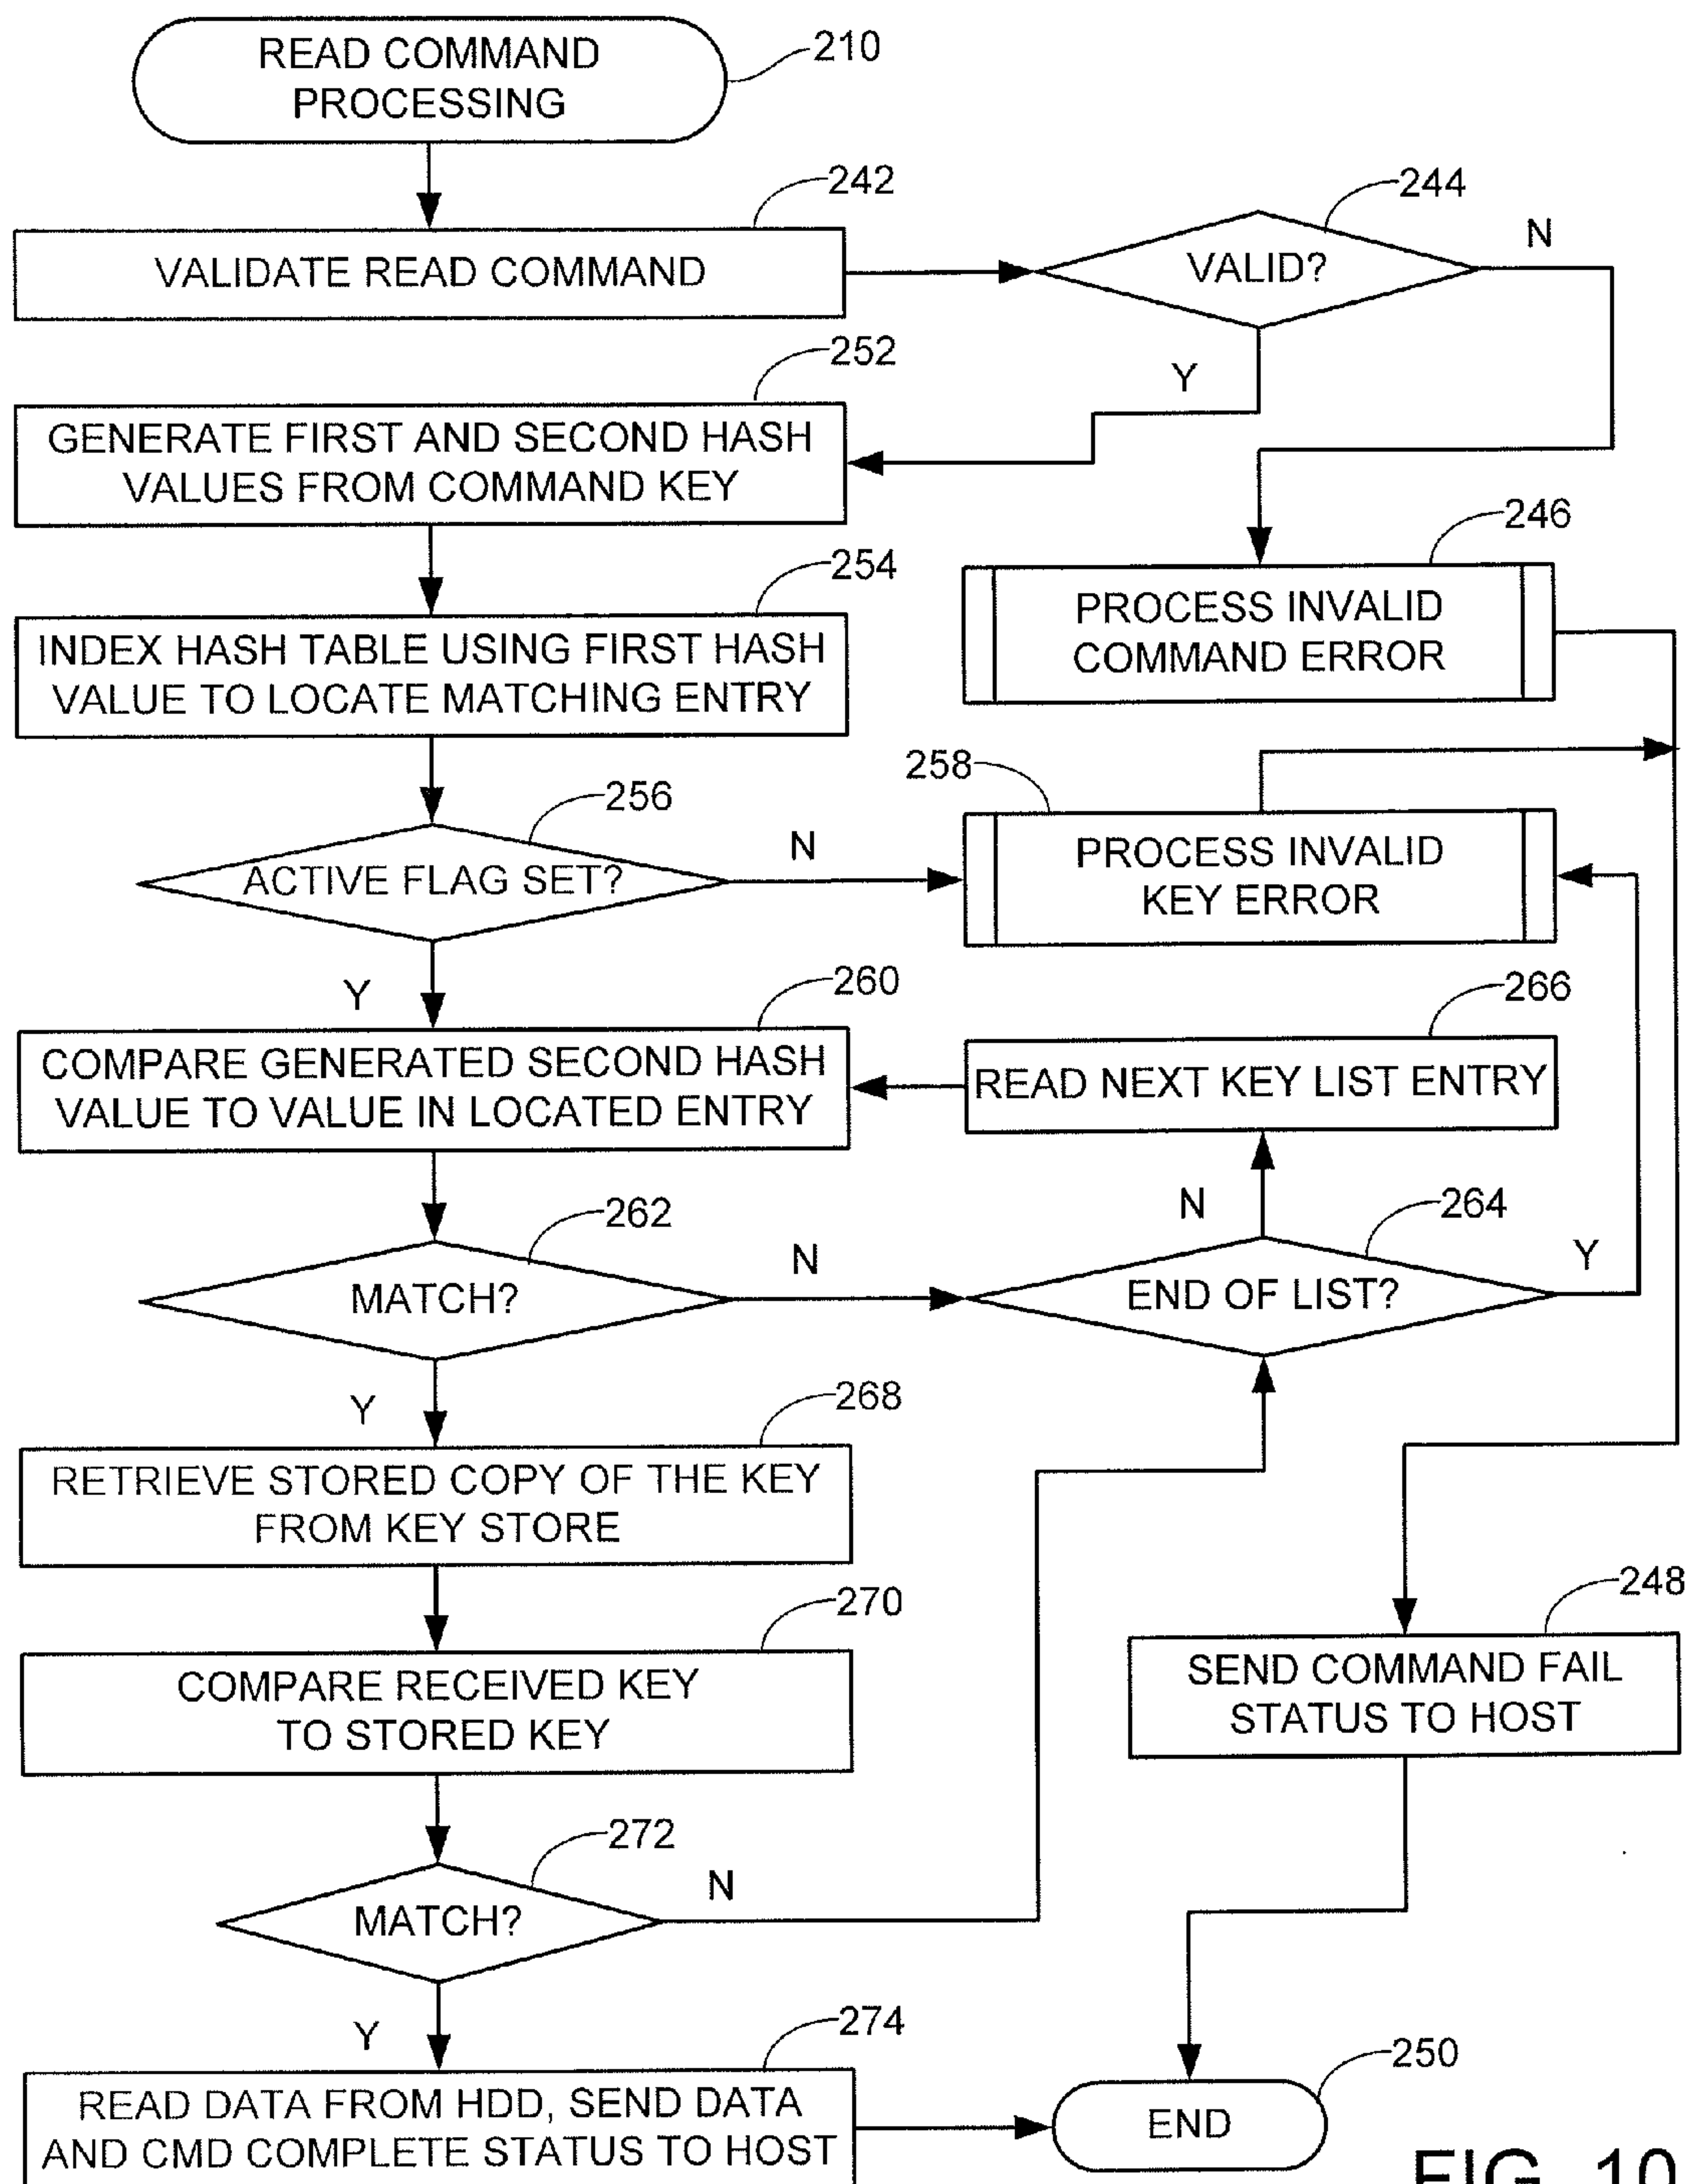 READ COMMAND
PROCESSING
210
242
VALIDATE READ COMMAND
244
VALID?
N
Y
252
GENERATE FIRST AND SECOND HASH
VALUES FROM COMMAND KEY
246
PROCESS INVALID
COMMAND ERROR
254
INDEX HASH TABLE USING FIRST HASH
VALUE TO LOCATE MATCHING ENTRY
256
ACTIVE FLAG SET?
N
Y
258
PROCESS INVALID
KEY ERROR
260
COMPARE GENERATED SECOND HASH
VALUE TO VALUE IN LOCATED ENTRY
266
READ NEXT KEY LIST ENTRY
262
MATCH?
N
Y
264
END OF LIST?
N
Y
268
RETRIEVE STORED COPY OF THE KEY
FROM KEY STORE
270
COMPARE RECEIVED KEY
TO STORED KEY
248
SEND COMMAND FAIL
STATUS TO HOST
272
MATCH?
N
Y
274
READ DATA FROM HDD, SEND DATA
AND CMD COMPLETE STATUS TO HOST
250
END
FIG. 10